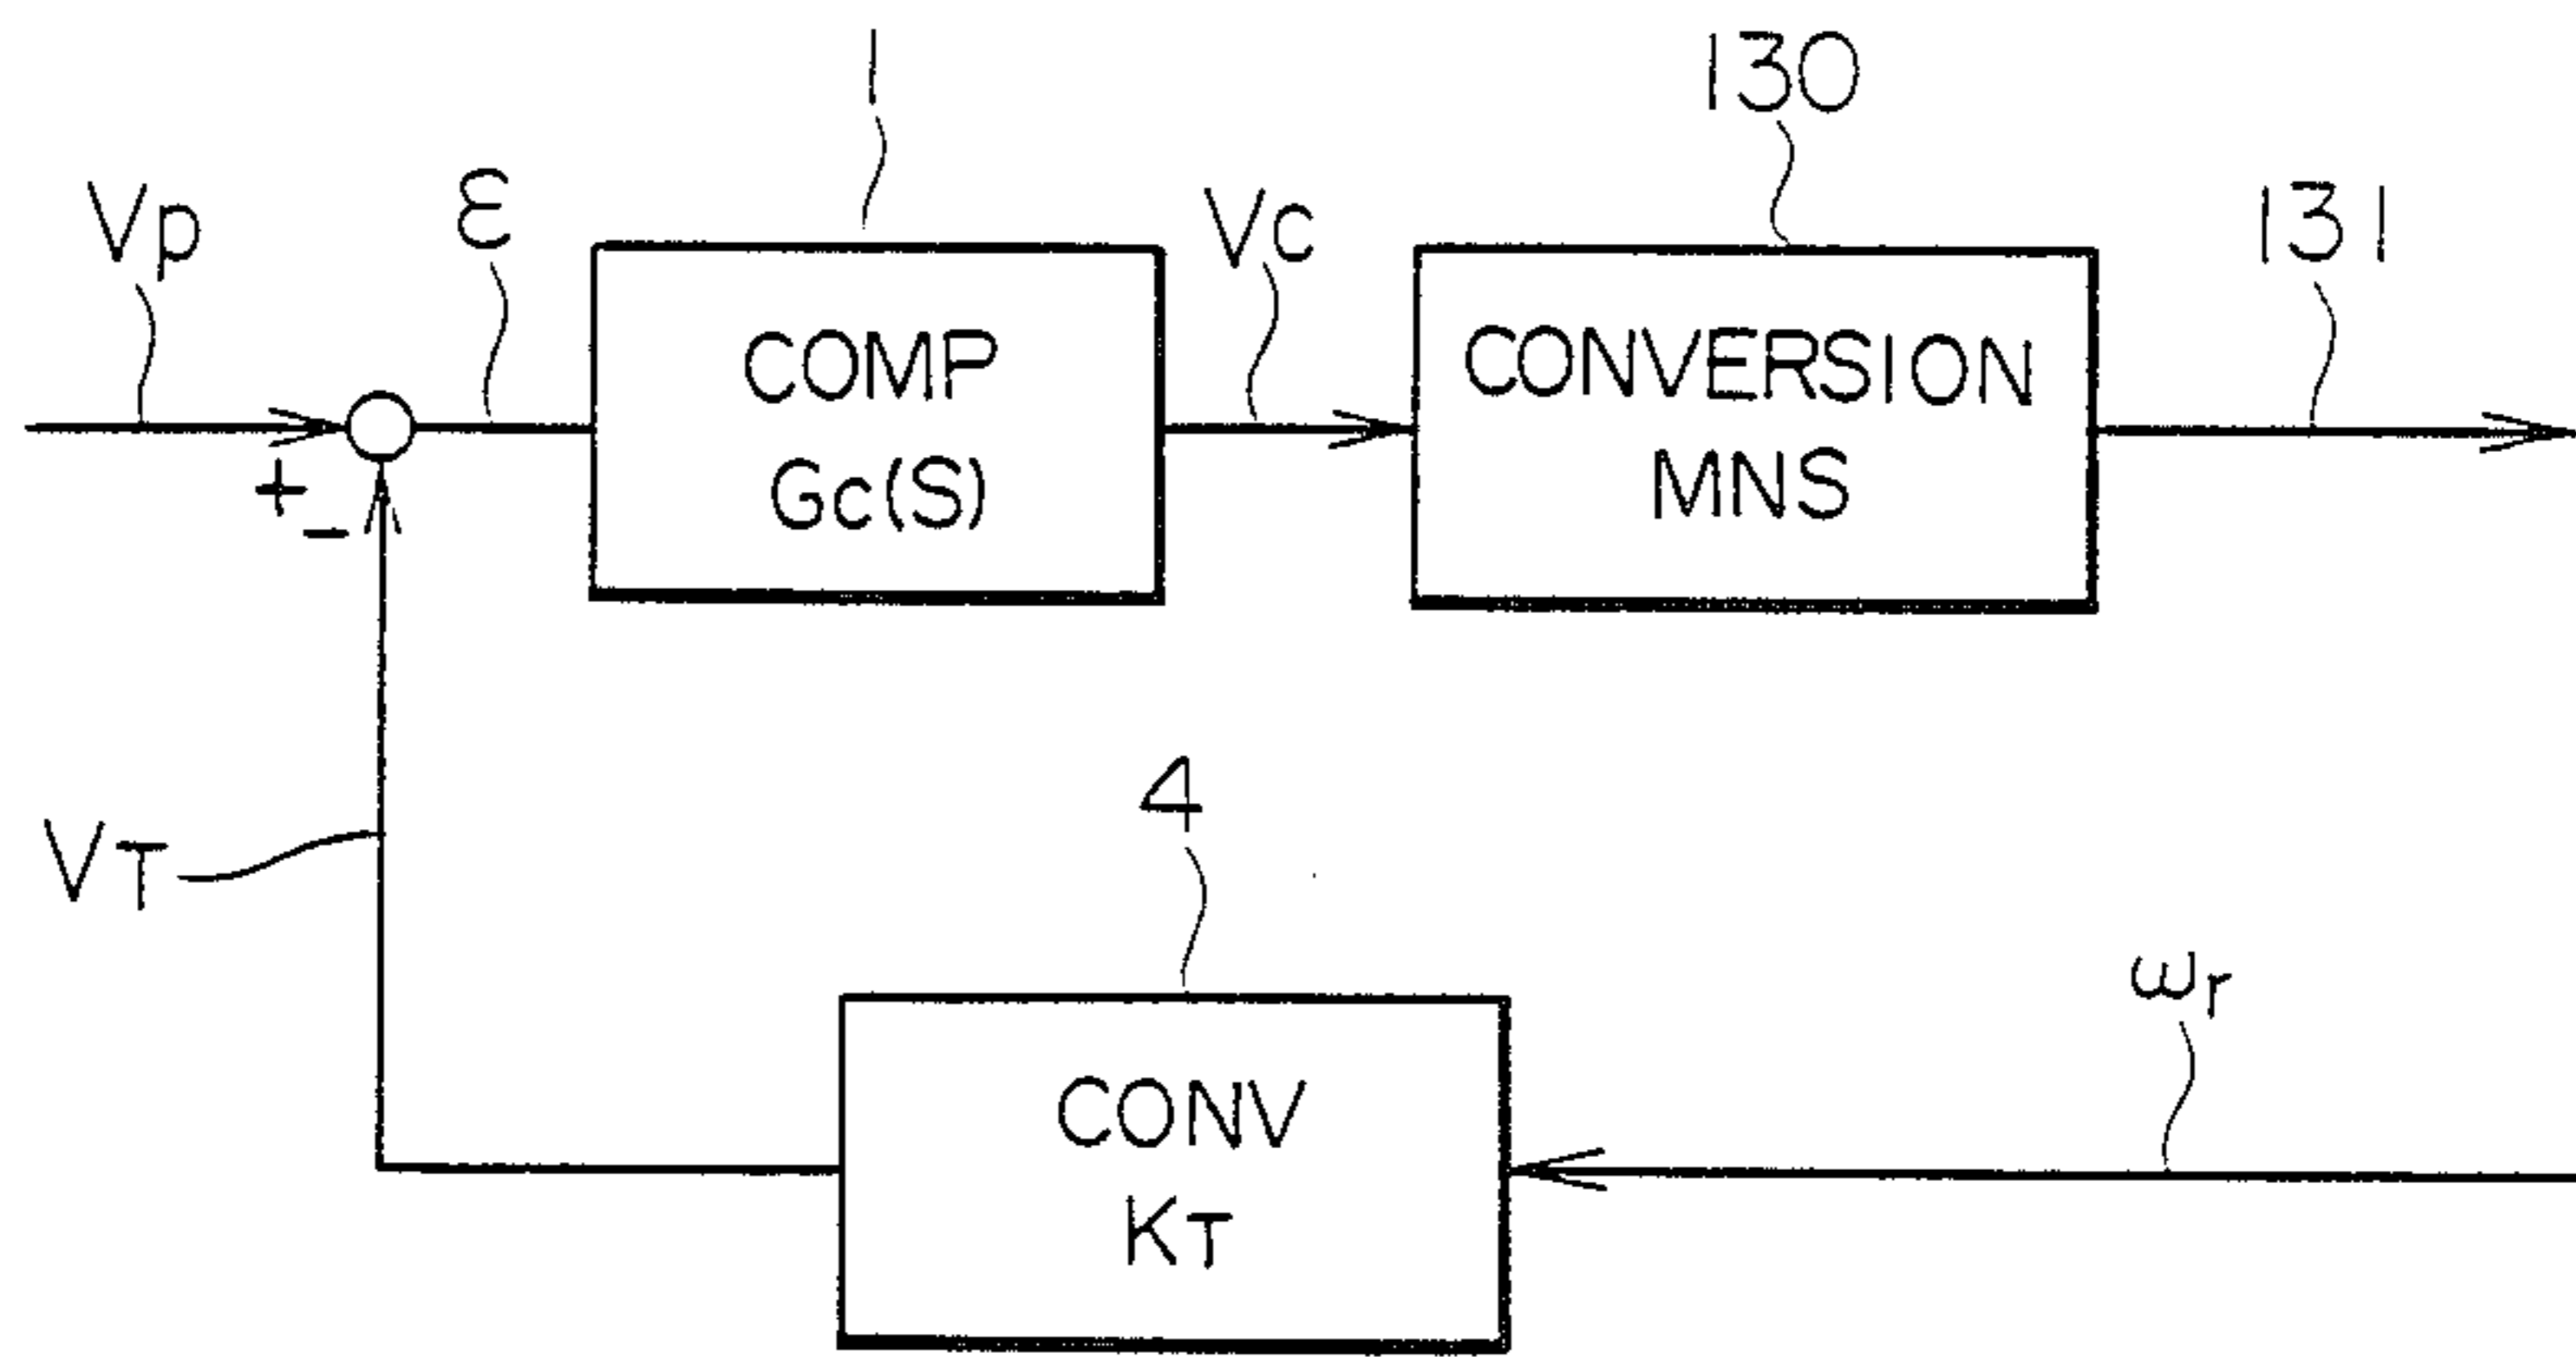 1
130
Vp
ε
Vc
131
COMP
Gc(S)
CONVERSION
MNS
+
-
VT
4
ωr
CONV
KT